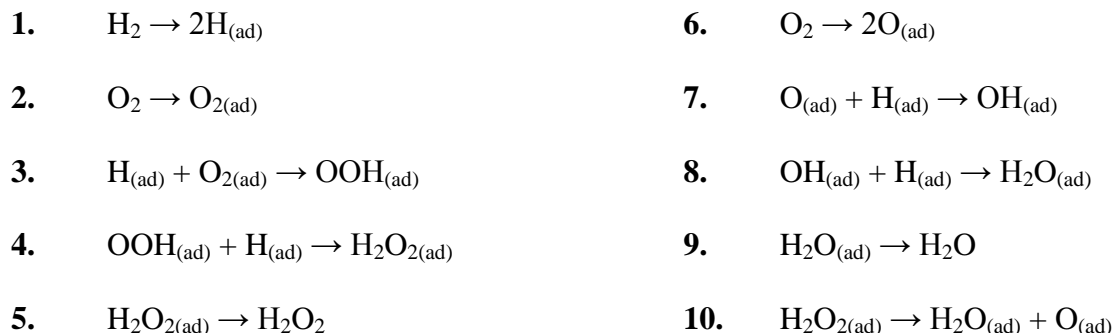 1. H₂ → 2H₍ad₎
2. O₂ → O₂₍ad₎
3. H₍ad₎ + O₂₍ad₎ → OOH₍ad₎
4. OOH₍ad₎ + H₍ad₎ → H₂O₂₍ad₎
5. H₂O₂₍ad₎ → H₂O₂
6. O₂ → 2O₍ad₎
7. O₍ad₎ + H₍ad₎ → OH₍ad₎
8. OH₍ad₎ + H₍ad₎ → H₂O₍ad₎
9. H₂O₍ad₎ → H₂O
10. H₂O₂₍ad₎ → H₂O₍ad₎ + O₍ad₎